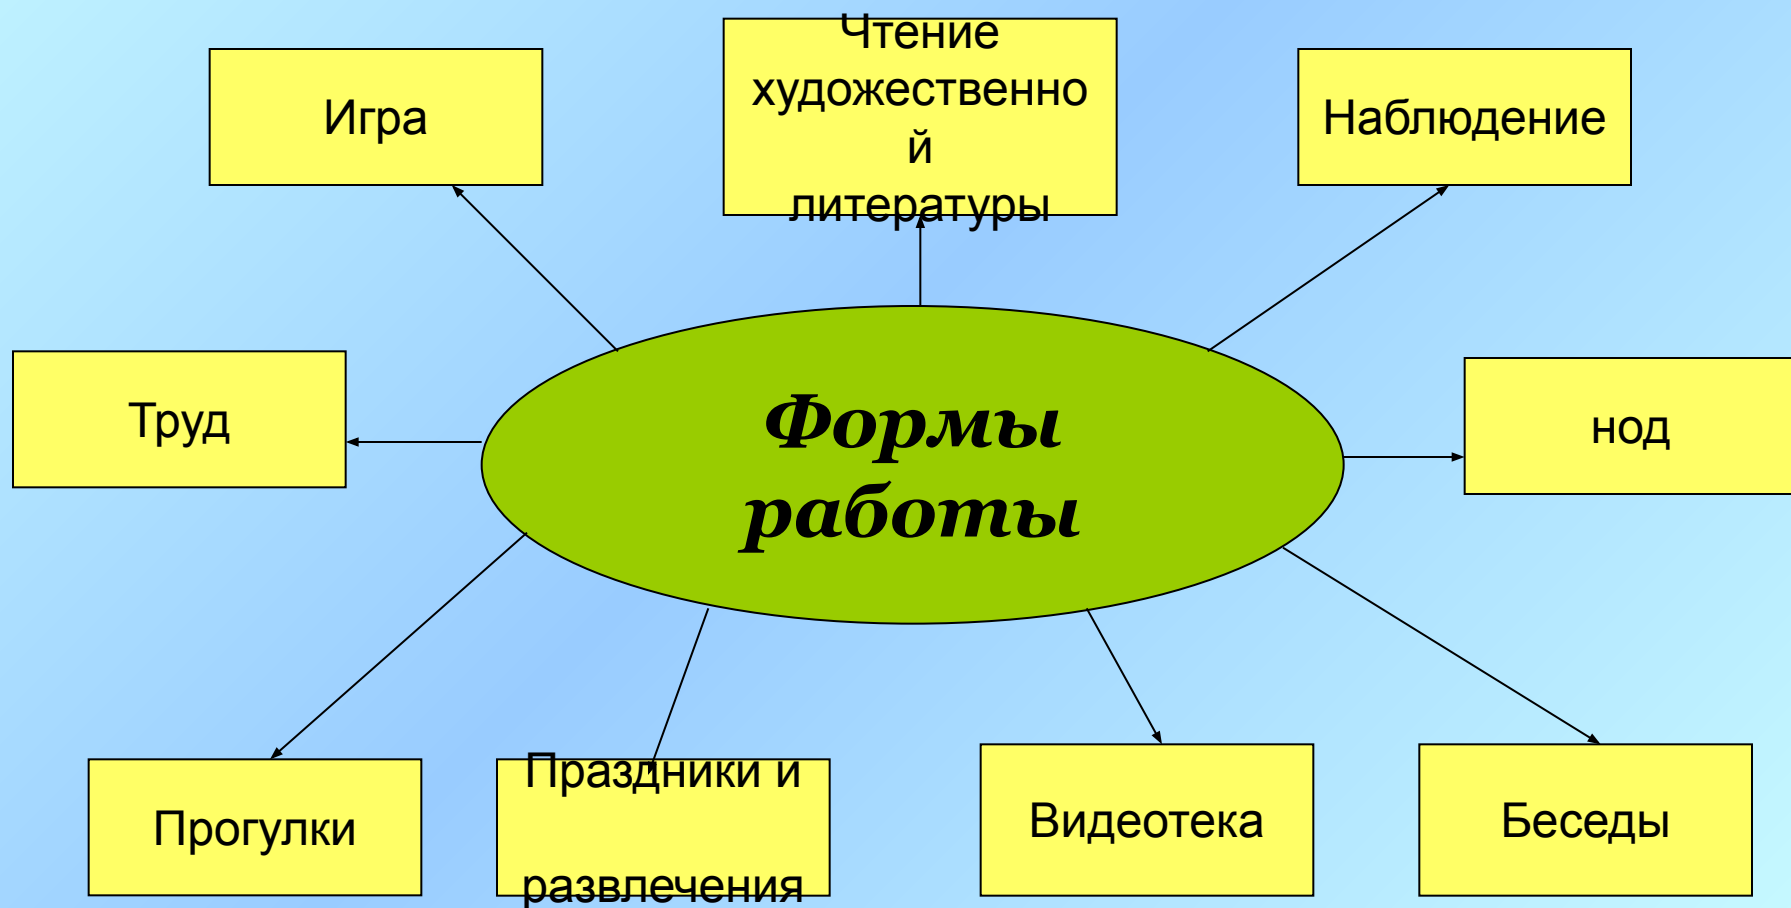 Чтение
художественно
й
литературы
Игра
Наблюдение
Труд
Формы
работы
нод
Прогулки
Праздники и
развлечения
Видеотека
Беседы